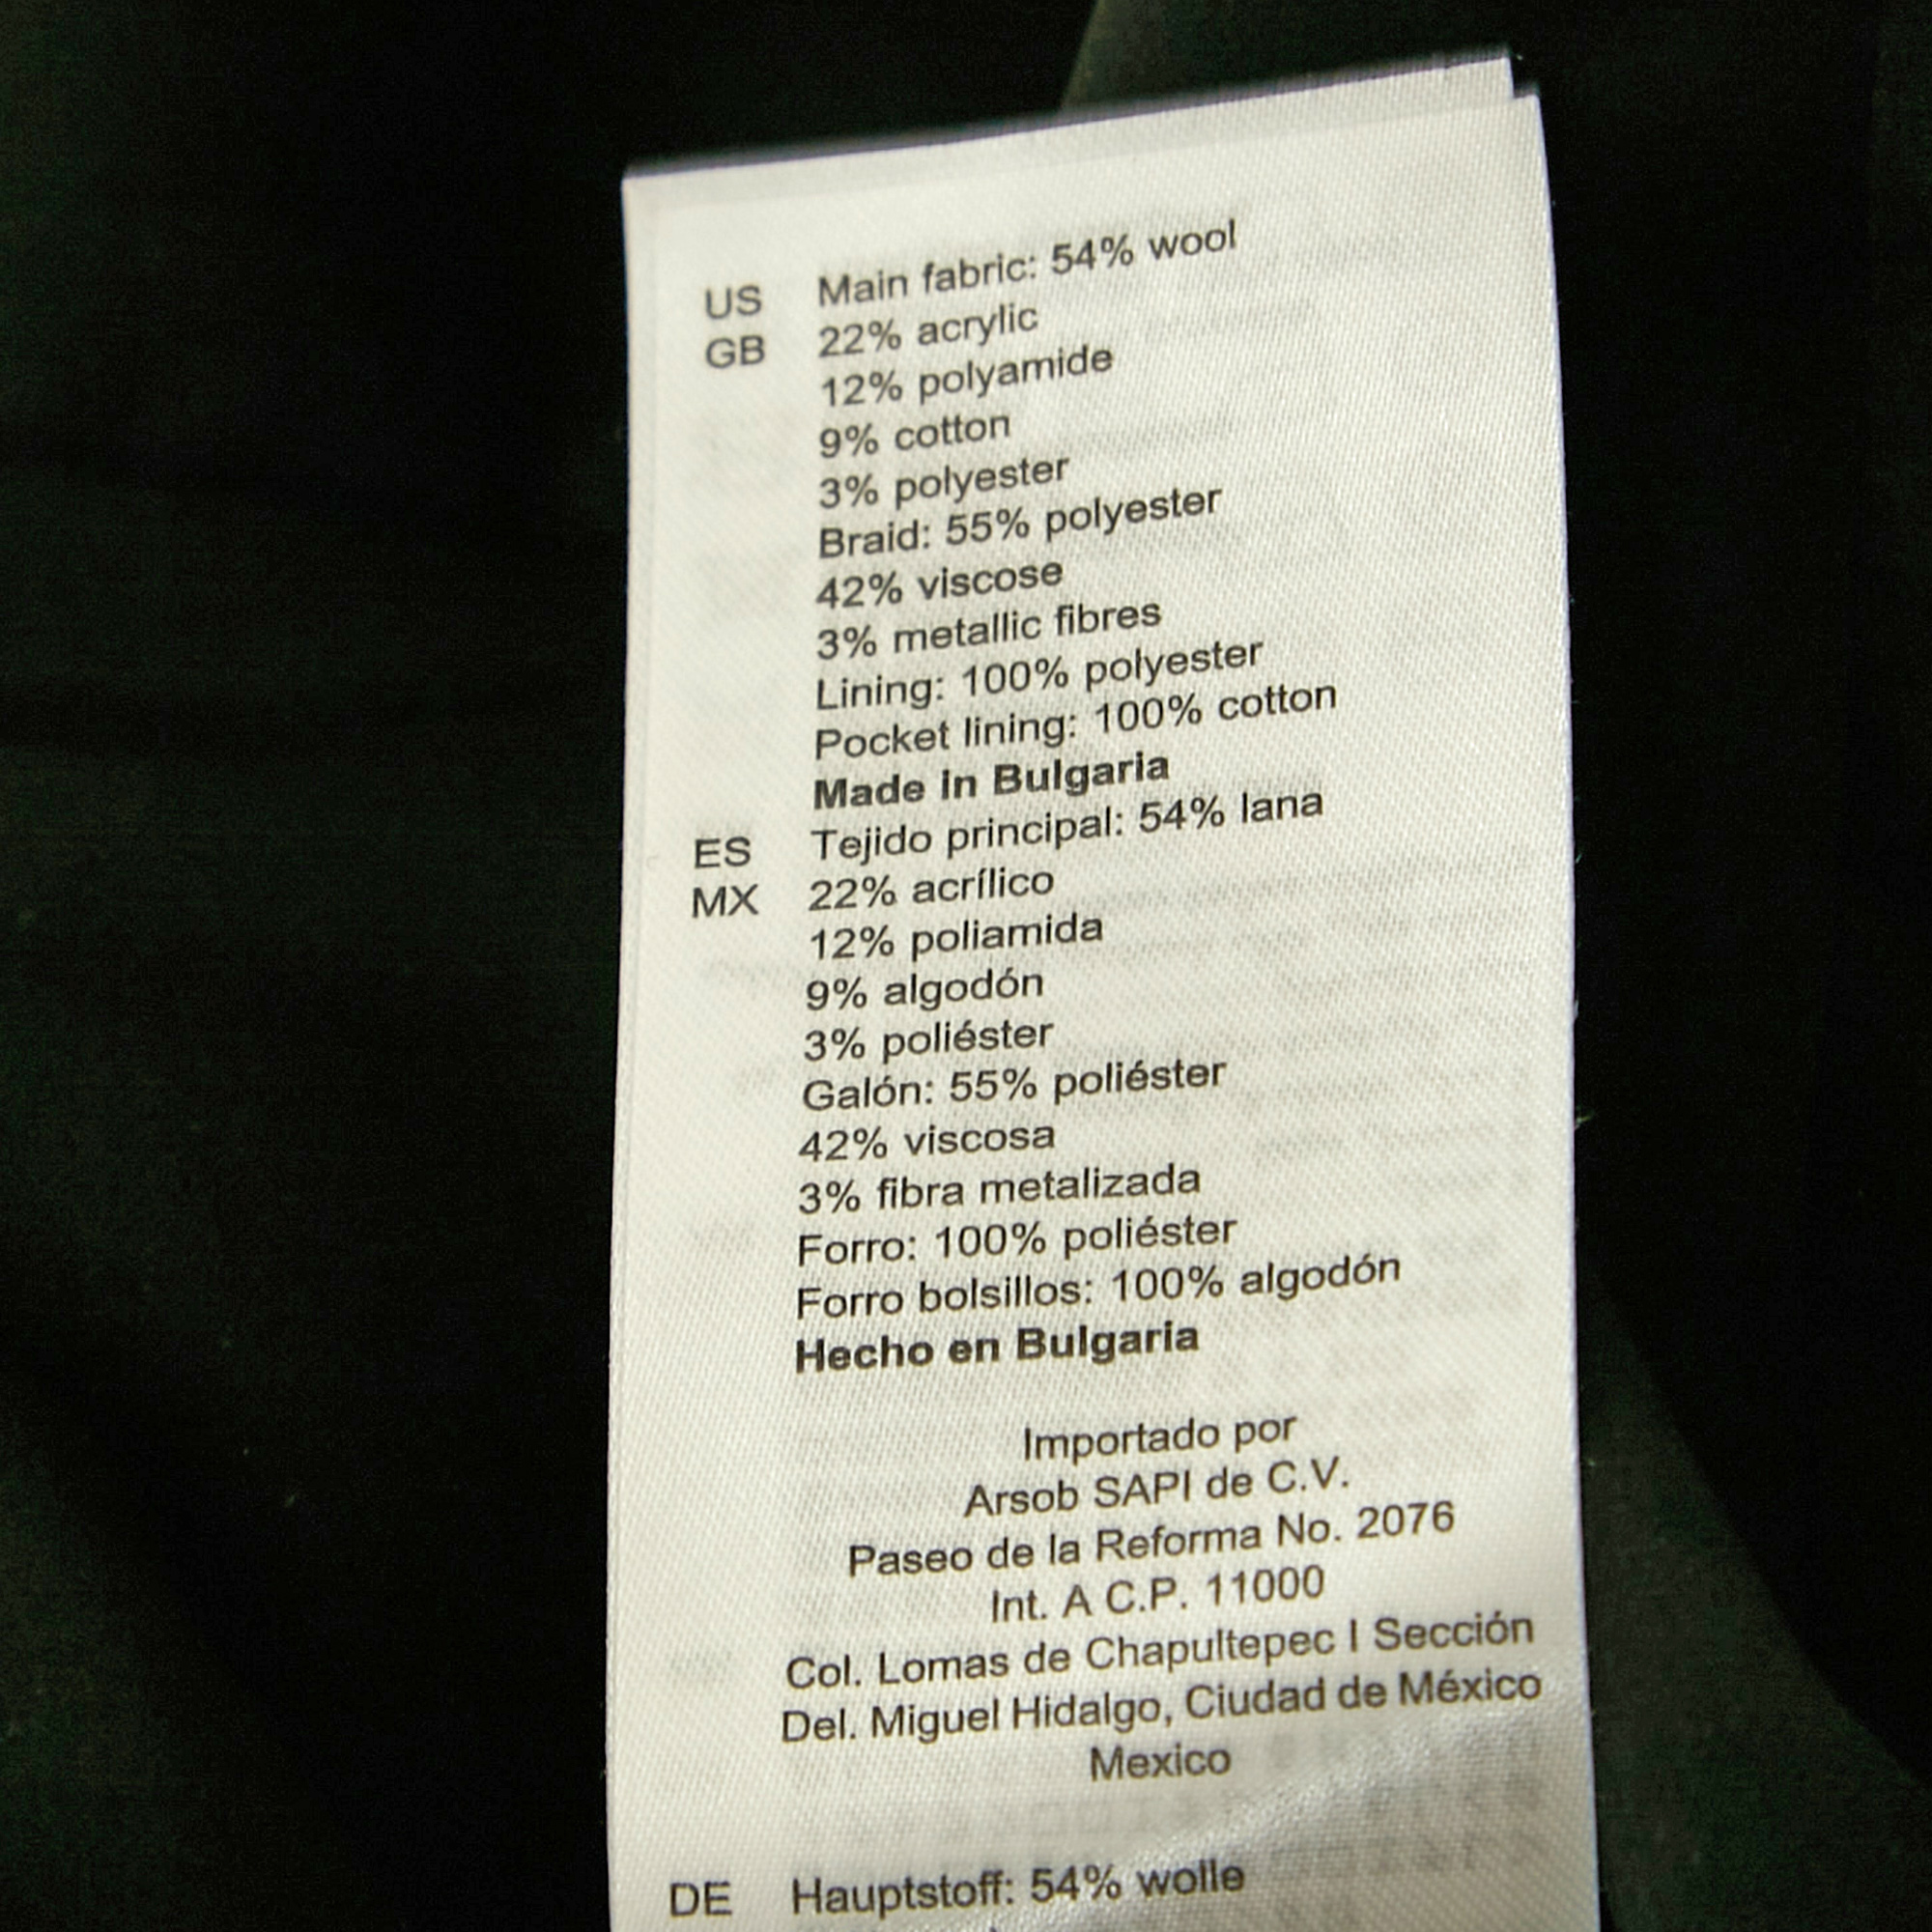 US Main fabric: 54% wool
GB 22% acrylic
12% polyamide
9% cotton
3% polyester
Braid: 55% polyester
42% viscose
3% metallic fibres
Lining: 100% polyester
Pocket lining: 100% cotton
Made in Bulgaria
ES Tejido principal: 54% lana
MX 22% acrílico
12% poliamida
9% algodón
3% poliéster
Galón: 55% poliéster
42% viscosa
3% fibra metalizada
Forro: 100% poliéster
Forro bolsillos: 100% algodón
Hecho en Bulgaria
Importado por
Arsob SAPI de C.V.
Paseo de la Reforma No. 2076
Int. A C.P. 11000
Col. Lomas de Chapultepec I Sección
Del. Miguel Hidalgo, Ciudad de México
Mexico
DE Hauptstoff: 54% wolle